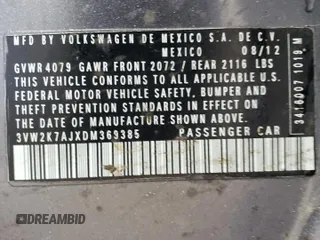 MFD BY VOLKSWAGEN DE MEXICO S.A. DE C.V.
MEXICO 08/12
GVWR 4079 GAWR FRONT 2072 / REAR 2116 LBS
THIS VEHICLE CONFORMS TO ALL APPLICABLE U.S.
FEDERAL MOTOR VEHICLE SAFETY, BUMPER AND
THEFT PREVENTION STANDARDS IN EFFECT ON
THE DATE OF MANUFACTURE SHOWN ABOVE
3VW2K7AJXDM369385 PASSENGER CAR
3416007 1019 M
DREAMBID